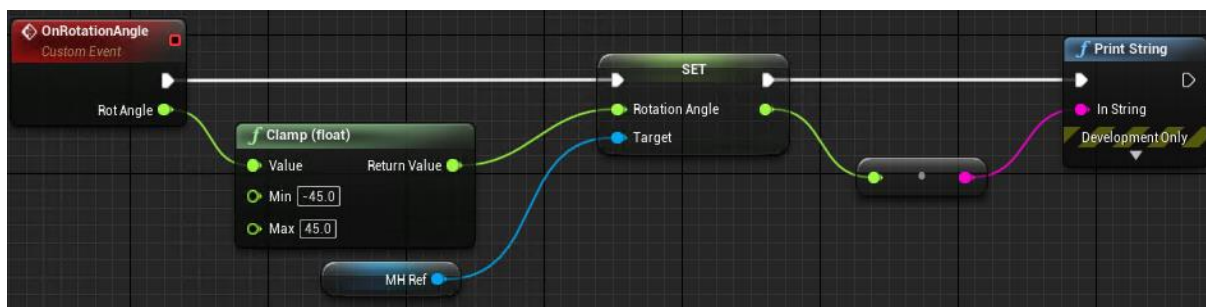 OnRotationAngle
Custom Event
Rot Angle
f Clamp (float)
Value Return Value
Min -45.0
Max 45.0
MH Ref
SET
Rotation Angle
Target
f Print String
In String
Development Only